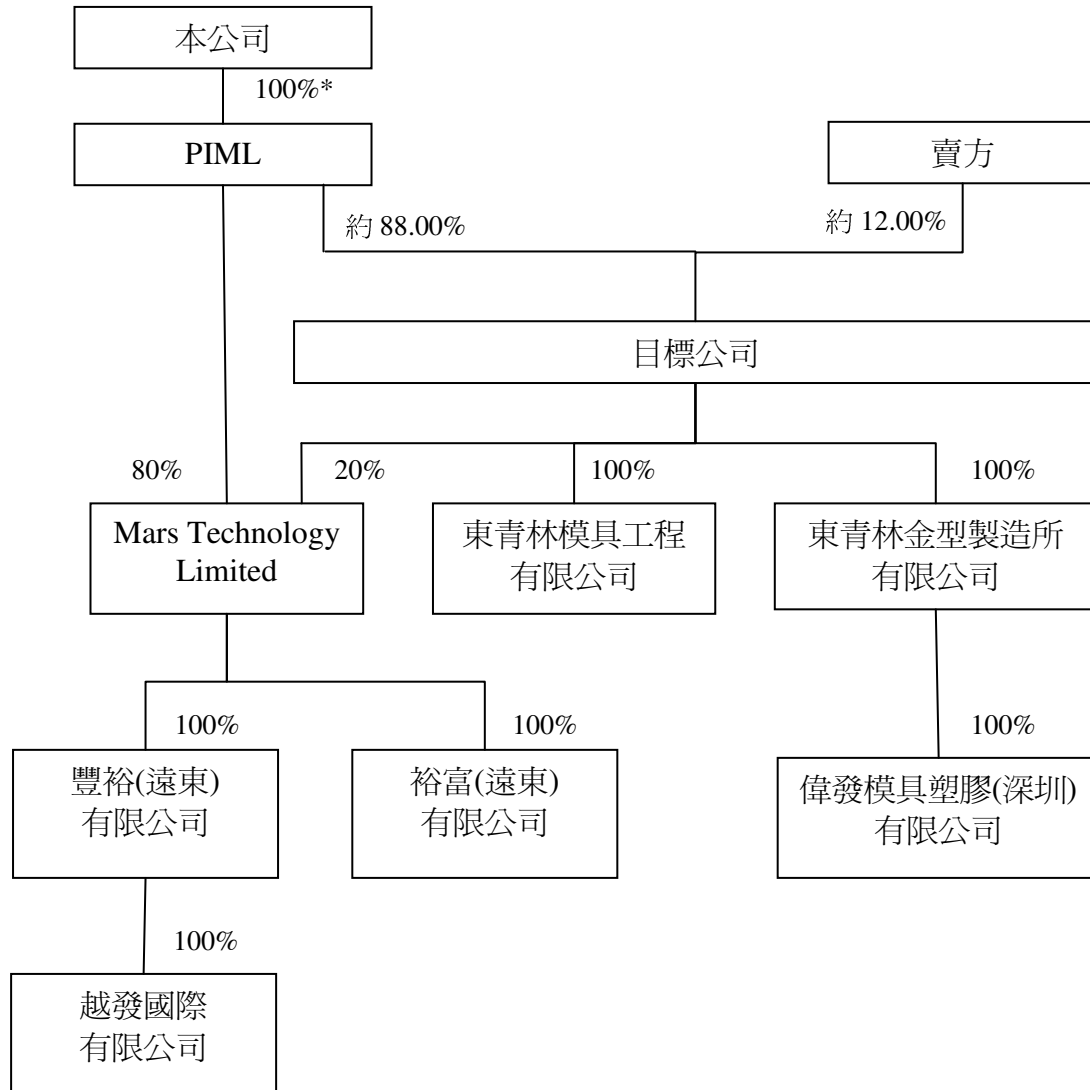 本公司
100%*
PIML
賣方
約 88.00%
約 12.00%
目標公司
80%
20%
100%
100%
Mars Technology
Limited
東青林模具工程
有限公司
東青林金型製造所
有限公司
100%
100%
100%
豐裕(遠東)
有限公司
裕富(遠東)
有限公司
偉發模具塑膠(深圳)
有限公司
100%
越發國際
有限公司